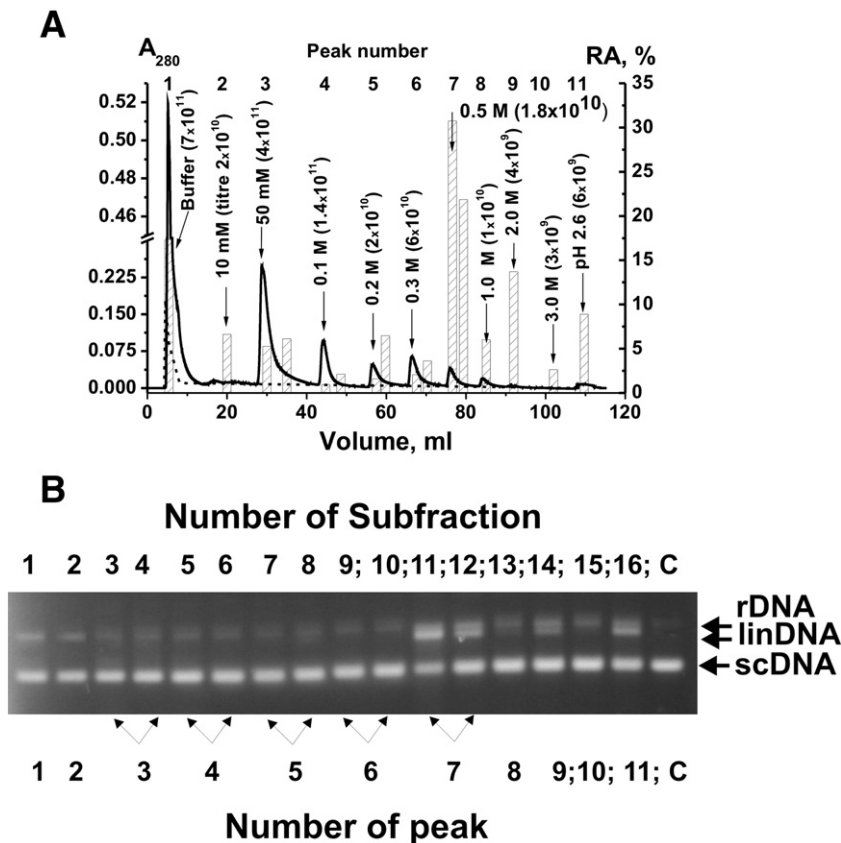 A
A280 Peak number RA, %
1 2 3 4 5 6 7 8 9 10 11
0.52
0.50
0.48
0.46
0.225
0.150
0.075
0.000
35
30
25
20
15
10
5
0
Buffer (7x10^11)
10 mM (titre 2x10^10)
50 mM (4x10^11)
0.1 M (1.4x10^11)
0.2 M (2x10^10)
0.3 M (6x10^10)
0.5 M (1.8x10^10)
1.0 M (1x10^10)
2.0 M (4x10^9)
3.0 M (3x10^9)
pH 2.6 (6x10^9)
0 20 40 60 80 100 120
Volume, ml
B
Number of Subfraction
1 2 3 4 5 6 7 8 9; 10;11;12;13;14; 15;16; C
rDNA
linDNA
scDNA
1 2 3 4 5 6 7 8 9;10; 11; C
Number of peak